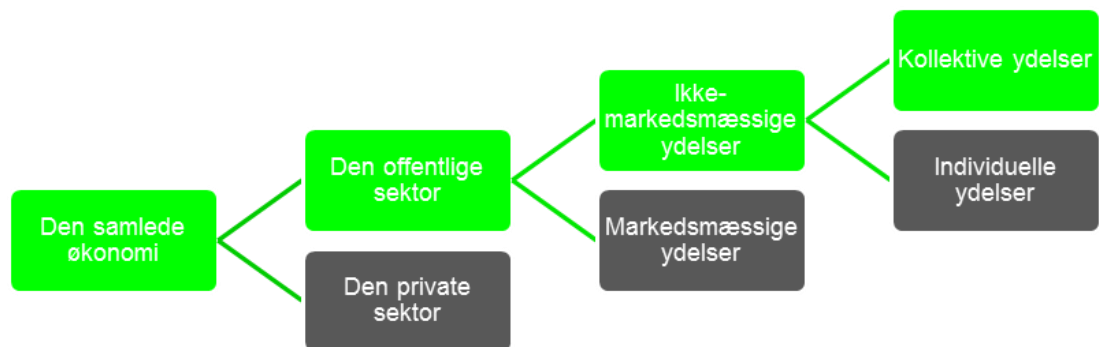 Den samlede
økonomi
Den offentlige
sektor
Den private
sektor
Ikke-
markedsmæssige
ydelser
Markedsmæssige
ydelser
Kollektive ydelser
Individuelle
ydelser